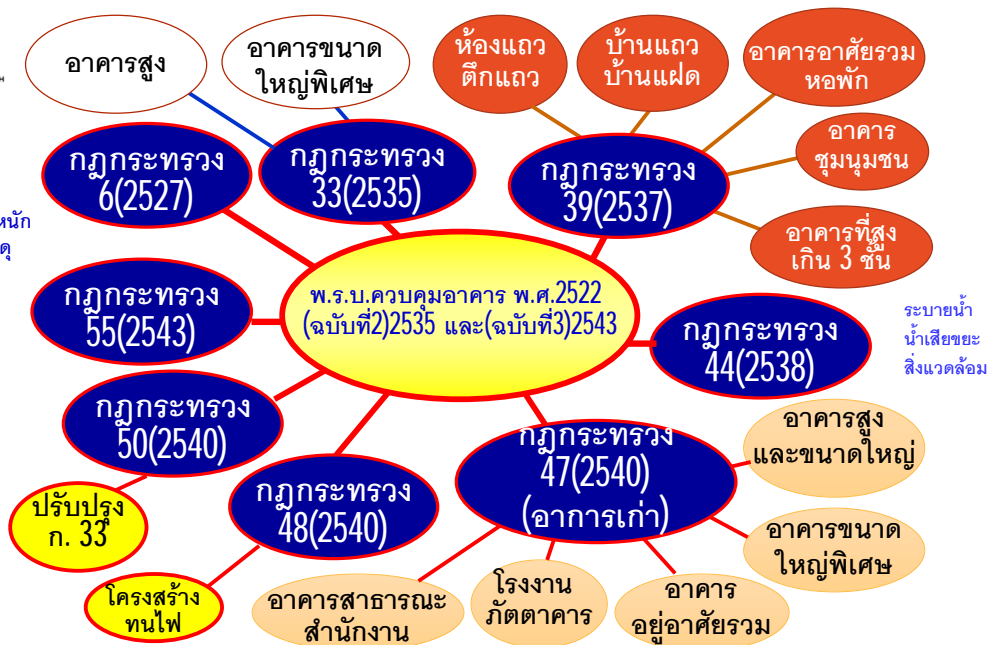 อาคารสูง
อาคารขนาด
ใหญ่พิเศษ
ห้องแถว
ตึกแถว
บ้านแถว
บ้านแฝด
อาคารอาศัยรวม
หอพัก
กฎกระทรวง
6(2527)
กฎกระทรวง
33(2535)
กฎกระทรวง
39(2537)
อาคาร
ชุมนุมชน
อาคารที่สูง
เกิน 3 ชั้น
พ.ร.บ.ควบคุมอาคาร พ.ศ.2522
(ฉบับที่2)2535 และ(ฉบับที่3)2543
กฎกระทรวง
55(2543)
กฎกระทรวง
44(2538)
ระบายน้ำ
น้ำเสียขยะ
สิ่งแวดล้อม
กฎกระทรวง
50(2540)
ปรับปรุง
ก. 33
กฎกระทรวง
48(2540)
โครงสร้าง
ทนไฟ
กฎกระทรวง
47(2540)
(อาการเก่า)
อาคารสูง
และขนาดใหญ่
อาคารขนาด
ใหญ่พิเศษ
อาคารสาธารณะ
สำนักงาน
โรงงาน
ภัตตาคาร
อาคาร
อยู่อาศัยรวม